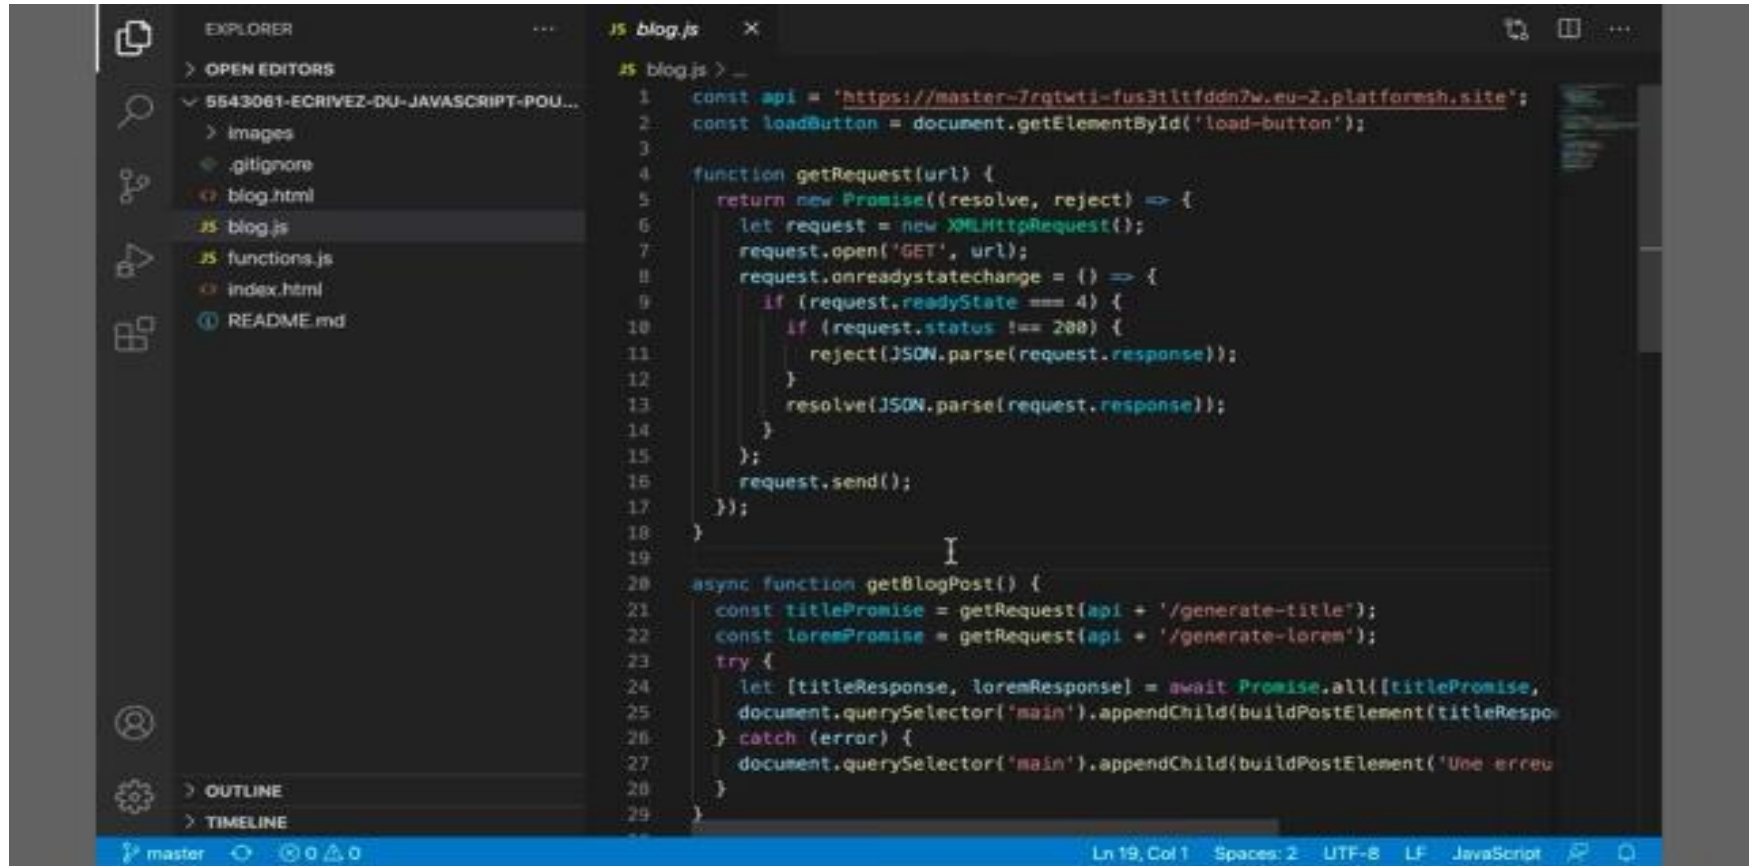 EXPLORER
OPEN EDITORS
5543061-ECRIVEZ-DU-JAVASCRIPT-POU...
images
.gitignore
blog.html
JS blog.js
JS functions.js
index.html
README.md
OUTLINE
TIMELINE
JS blog.js
JS blog.js > ...
1 const api = 'https://master-7rqtwti-fus3tltfddn7w.eu-2.platformsh.site';
2 const loadButton = document.getElementById('load-button');
3
4 function getRequest(url) {
5 return new Promise((resolve, reject) => {
6 let request = new XMLHttpRequest();
7 request.open('GET', url);
8 request.onreadystatechange = () => {
9 if (request.readyState === 4) {
10 if (request.status !== 200) {
11 reject(JSON.parse(request.response));
12 }
13 resolve(JSON.parse(request.response));
14 }
15 };
16 request.send();
17 });
18 }
19
20 async function getBlogPost() {
21 const titlePromise = getRequest(api + '/generate-title');
22 const loremPromise = getRequest(api + '/generate-lorem');
23 try {
24 let [titleResponse, loremResponse] = await Promise.all([titlePromise,
25 document.querySelector('main').appendChild(buildPostElement(titleRespo
26 } catch (error) {
27 document.querySelector('main').appendChild(buildPostElement('Une erreu
28 }
29 }
master 0 0 Ln 19, Col 1 Spaces: 2 UTF-8 LF JavaScript